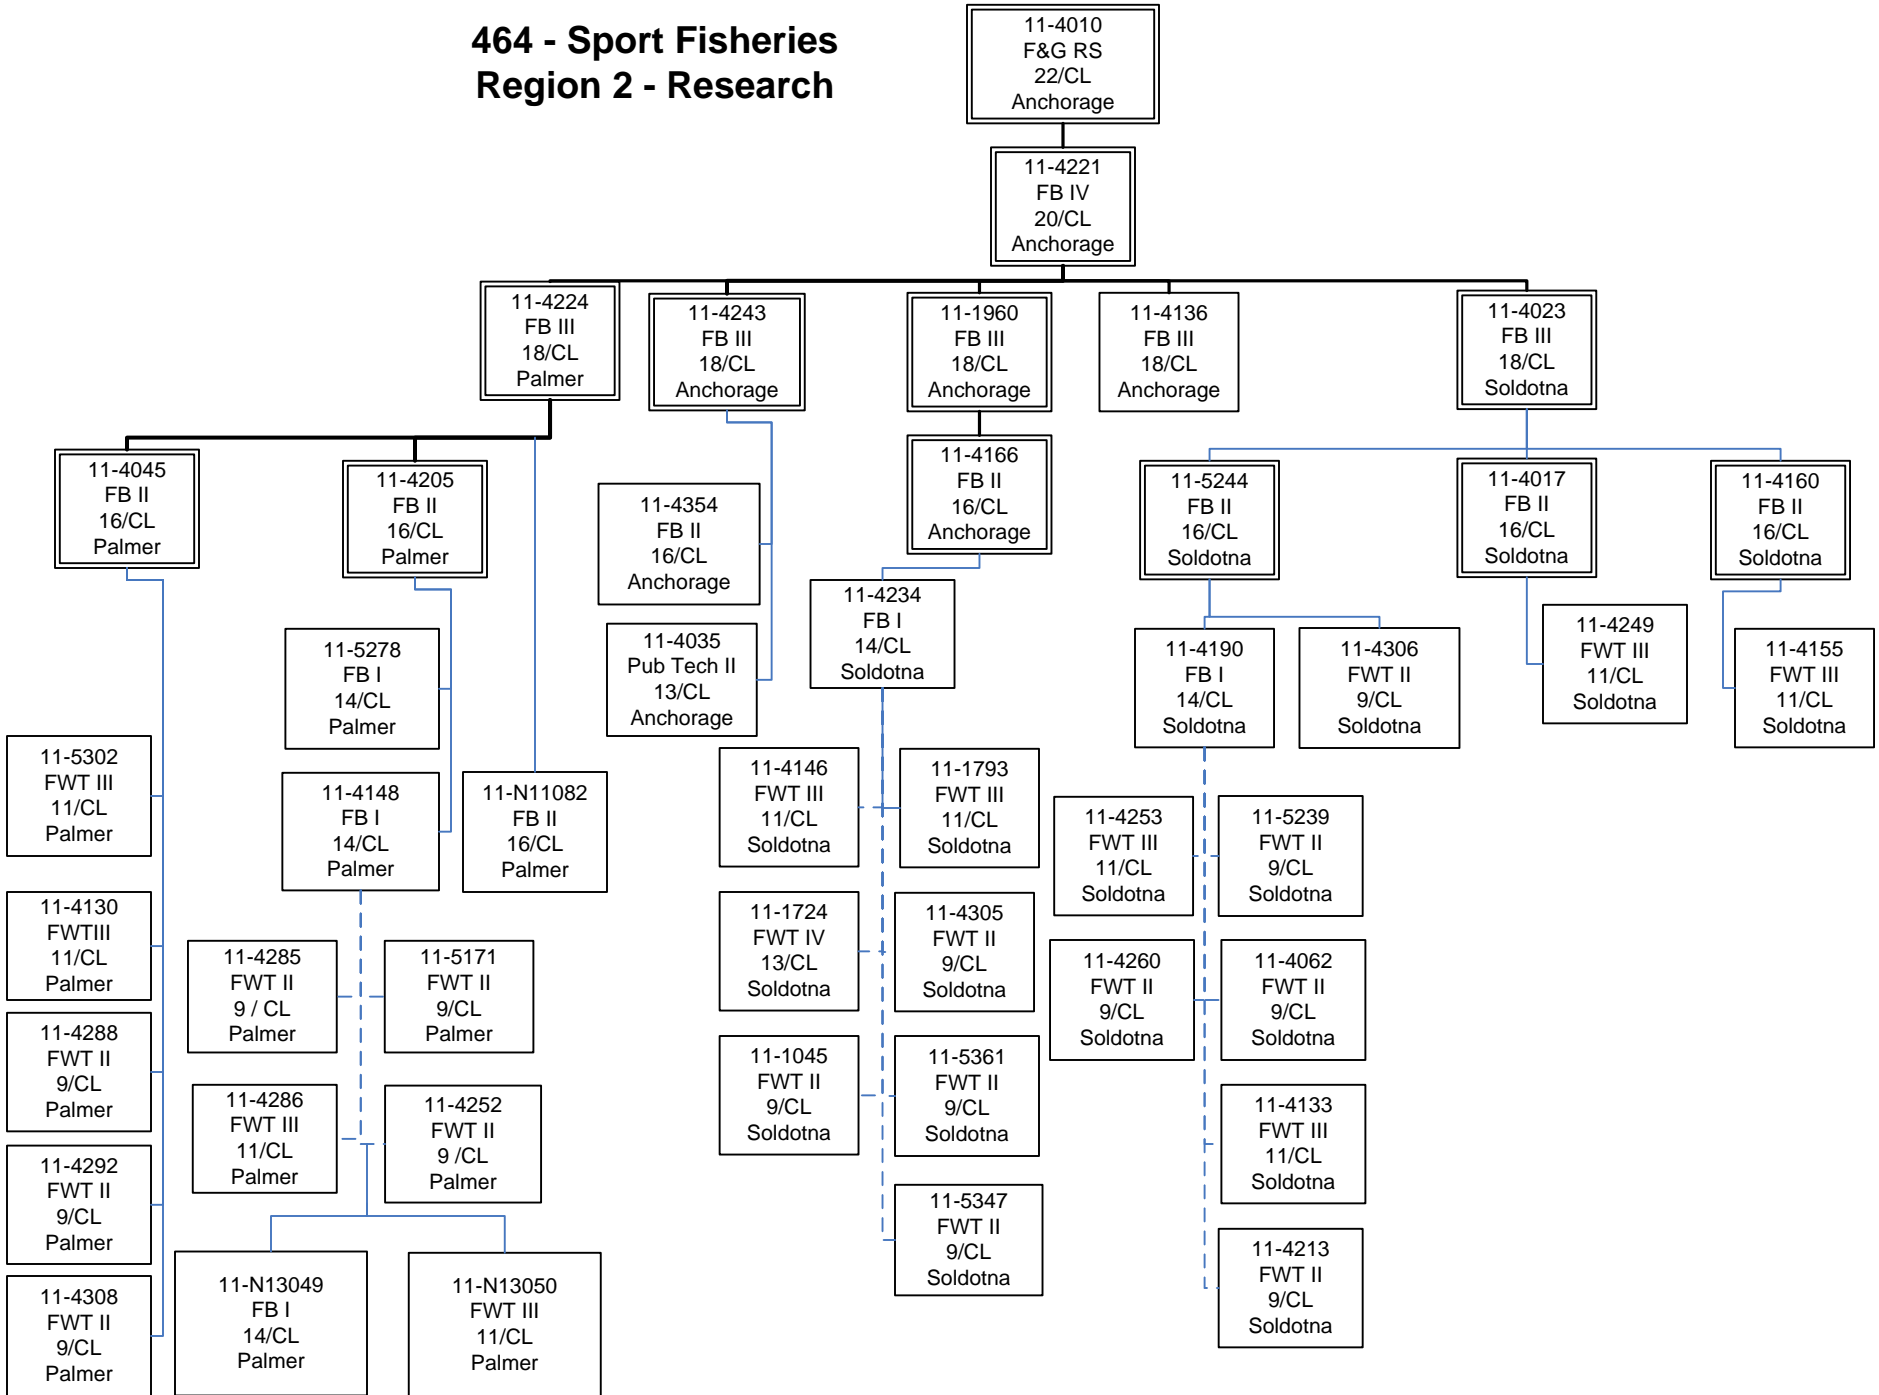 464 - Sport Fisheries
Region 2 - Research
11-4010
F&G RS
22/CL
Anchorage
11-4221
FB IV
20/CL
Anchorage
11-4224
FB III
18/CL
Palmer
11-4243
FB III
18/CL
Anchorage
11-1960
FB III
18/CL
Anchorage
11-4136
FB III
18/CL
Anchorage
11-4023
FB III
18/CL
Soldotna
11-4045
FB II
16/CL
Palmer
11-4205
FB II
16/CL
Palmer
11-4354
FB II
16/CL
Anchorage
11-4166
FB II
16/CL
Anchorage
11-5244
FB II
16/CL
Soldotna
11-4017
FB II
16/CL
Soldotna
11-4160
FB II
16/CL
Soldotna
11-5278
FB I
14/CL
Palmer
11-4035
Pub Tech II
13/CL
Anchorage
11-4234
FB I
14/CL
Soldotna
11-4190
FB I
14/CL
Soldotna
11-4306
FWT II
9/CL
Soldotna
11-4249
FWT III
11/CL
Soldotna
11-4155
FWT III
11/CL
Soldotna
11-5302
FWT III
11/CL
Palmer
11-4148
FB I
14/CL
Palmer
11-N11082
FB II
16/CL
Palmer
11-4146
FWT III
11/CL
Soldotna
11-1793
FWT III
11/CL
Soldotna
11-4253
FWT III
11/CL
Soldotna
11-5239
FWT II
9/CL
Soldotna
11-4130
FWTIII
11/CL
Palmer
11-4285
FWT II
9 / CL
Palmer
11-5171
FWT II
9/CL
Palmer
11-1724
FWT IV
13/CL
Soldotna
11-4305
FWT II
9/CL
Soldotna
11-4260
FWT II
9/CL
Soldotna
11-4062
FWT II
9/CL
Soldotna
11-4288
FWT II
9/CL
Palmer
11-4286
FWT III
11/CL
Palmer
11-4252
FWT II
9 /CL
Palmer
11-1045
FWT II
9/CL
Soldotna
11-5361
FWT II
9/CL
Soldotna
11-4133
FWT III
11/CL
Soldotna
11-4292
FWT II
9/CL
Palmer
11-5347
FWT II
9/CL
Soldotna
11-4213
FWT II
9/CL
Soldotna
11-4308
FWT II
9/CL
Palmer
11-N13049
FB I
14/CL
Palmer
11-N13050
FWT III
11/CL
Palmer